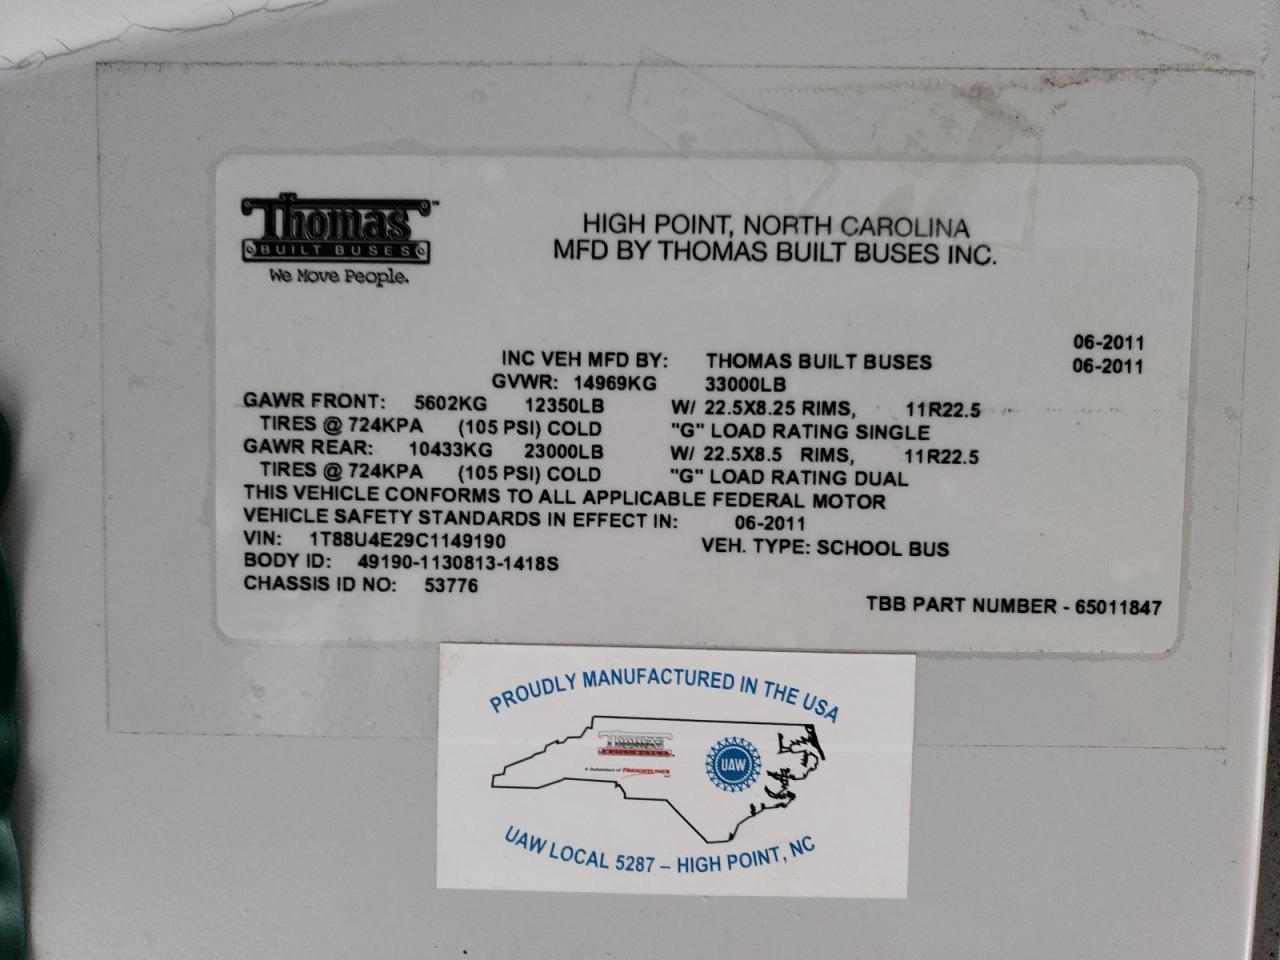 Thomas™
BUILT BUSES
We Move People.
HIGH POINT, NORTH CAROLINA
MFD BY THOMAS BUILT BUSES INC.
06-2011
INC VEH MFD BY: THOMAS BUILT BUSES 06-2011
GVWR: 14969KG 33000LB
GAWR FRONT: 5602KG 12350LB W/ 22.5X8.25 RIMS, 11R22.5
TIRES @ 724KPA (105 PSI) COLD "G" LOAD RATING SINGLE
GAWR REAR: 10433KG 23000LB W/ 22.5X8.5 RIMS, 11R22.5
TIRES @ 724KPA (105 PSI) COLD "G" LOAD RATING DUAL
THIS VEHICLE CONFORMS TO ALL APPLICABLE FEDERAL MOTOR
VEHICLE SAFETY STANDARDS IN EFFECT IN: 06-2011
VIN: 1T88U4E29C1149190 VEH. TYPE: SCHOOL BUS
BODY ID: 49190-1130813-1418S
CHASSIS ID NO: 53776
TBB PART NUMBER - 65011847
PROUDLY MANUFACTURED IN THE USA
THOMAS
BUILT BUSES
UAW
UAW LOCAL 5287 – HIGH POINT, NC